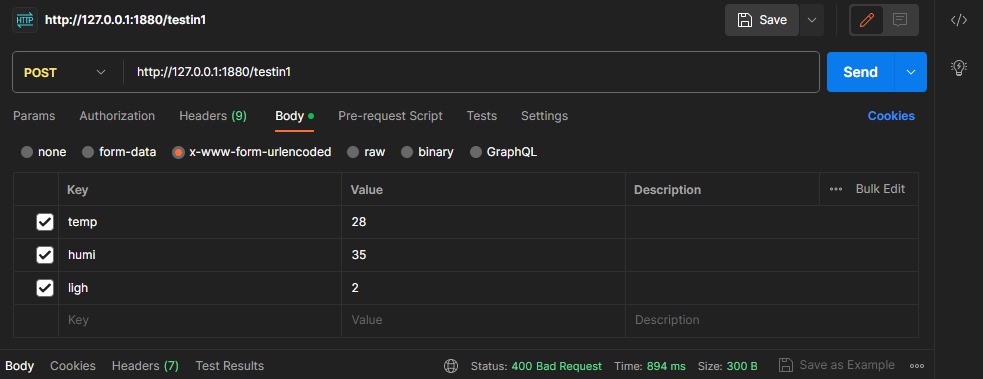 HTTP http://127.0.0.1:1880/testin1 Save
POST http://127.0.0.1:1880/testin1 Send
Params Authorization Headers (9) Body Pre-request Script Tests Settings Cookies
none form-data x-www-form-urlencoded raw binary GraphQL
Key Value Description Bulk Edit
temp 28
humi 35
ligh 2
Key Value Description
Body Cookies Headers (7) Test Results Status: 400 Bad Request Time: 894 ms Size: 300 B Save as Example